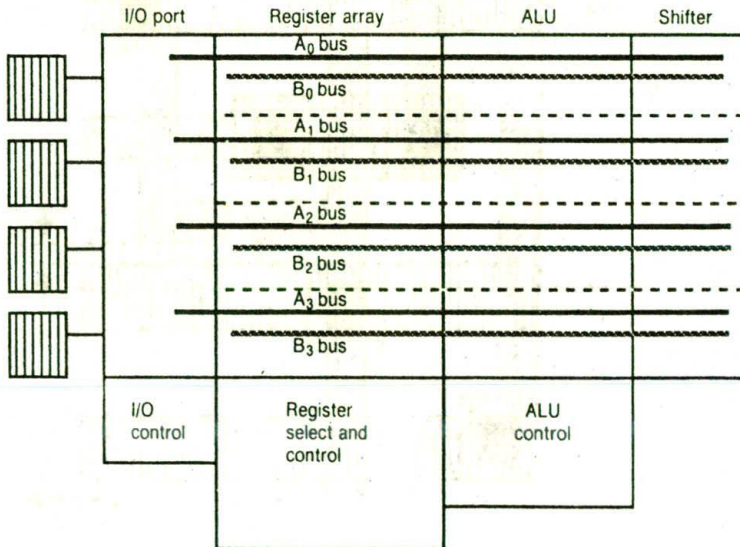 I/O port Register array ALU Shifter
A₀ bus
B₀ bus
A₁ bus
B₁ bus
A₂ bus
B₂ bus
A₃ bus
B₃ bus
I/O
control
Register
select and
control
ALU
control